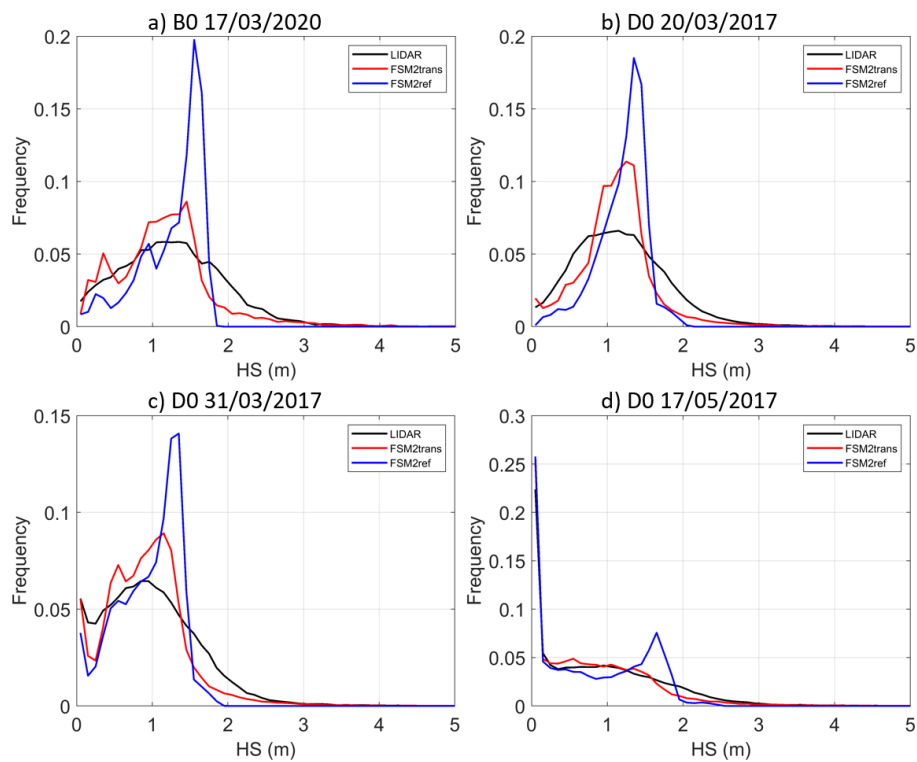 a) B0 17/03/2020
0.2
0.15
0.1
0.05
0
Frequency
LIDAR
FSM2trans
FSM2ref
0 1 2 3 4 5
HS (m)
b) D0 20/03/2017
0.2
0.15
0.1
0.05
0
Frequency
LIDAR
FSM2trans
FSM2ref
0 1 2 3 4 5
HS (m)
c) D0 31/03/2017
0.15
0.1
0.05
0
Frequency
LIDAR
FSM2trans
FSM2ref
0 1 2 3 4 5
HS (m)
d) D0 17/05/2017
0.3
0.25
0.2
0.15
0.1
0.05
0
Frequency
LIDAR
FSM2trans
FSM2ref
0 1 2 3 4 5
HS (m)